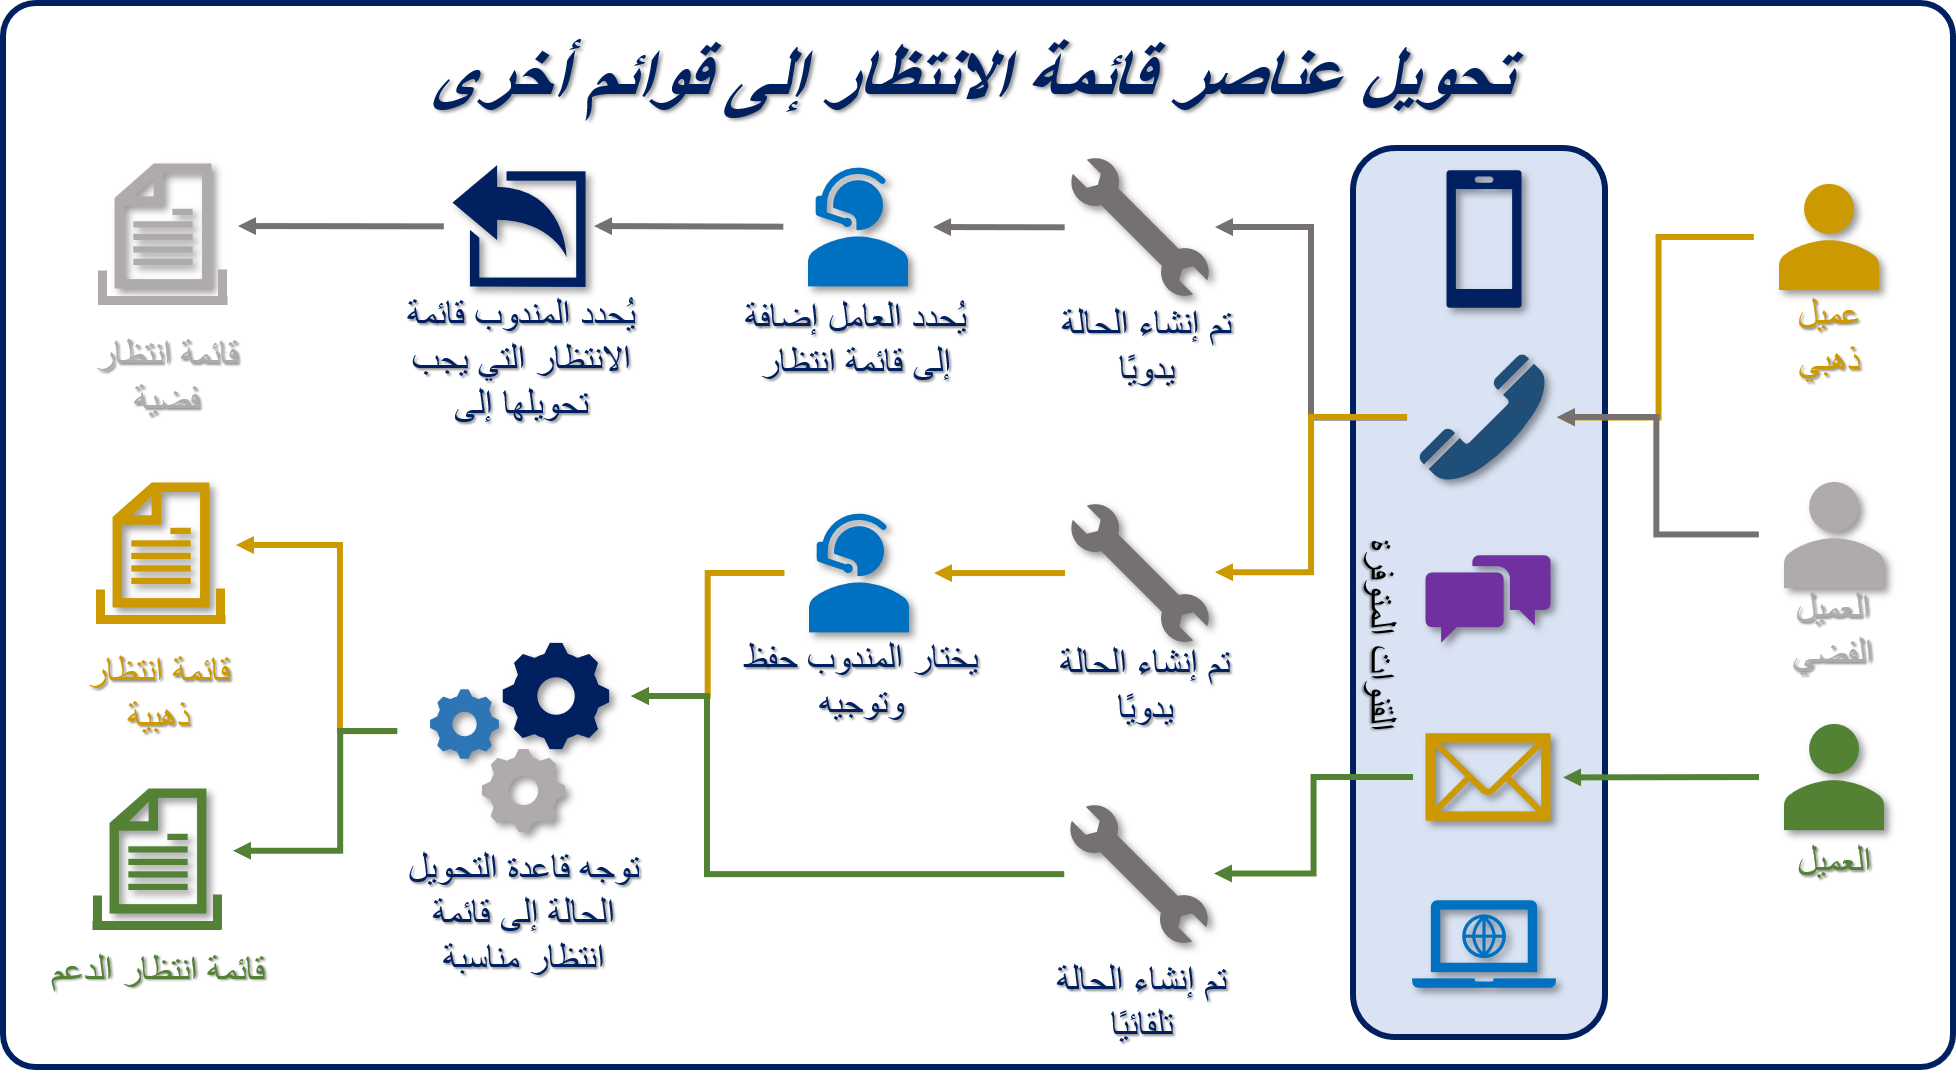 تحويل عناصر قائمة الانتظار إلى قوائم أخرى
عميل
ذهبي
العميل
الفضي
العميل
القنوات المتوفرة
تم إنشاء الحالة
يدويًا
يُحدد العامل إضافة
إلى قائمة انتظار
يُحدد المندوب قائمة
الانتظار التي يجب
تحويلها إلى
قائمة انتظار
فضية
تم إنشاء الحالة
يدويًا
يختار المندوب حفظ
وتوجيه
قائمة انتظار
ذهبية
تم إنشاء الحالة
تلقائيًا
توجه قاعدة التحويل
الحالة إلى قائمة
انتظار مناسبة
قائمة انتظار الدعم